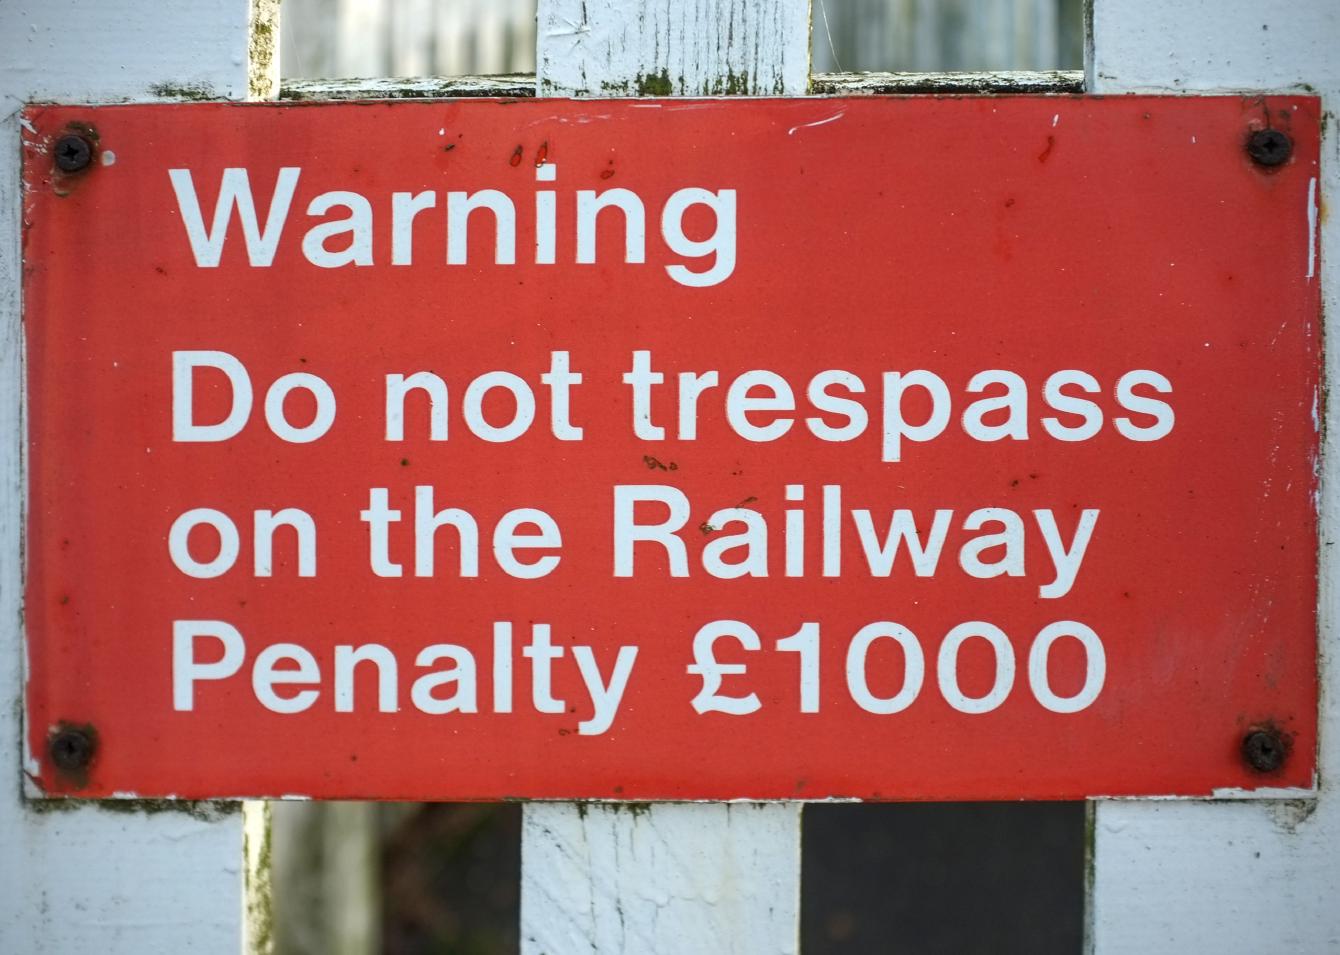 Warning
Do not trespass
on the Railway
Penalty £1000